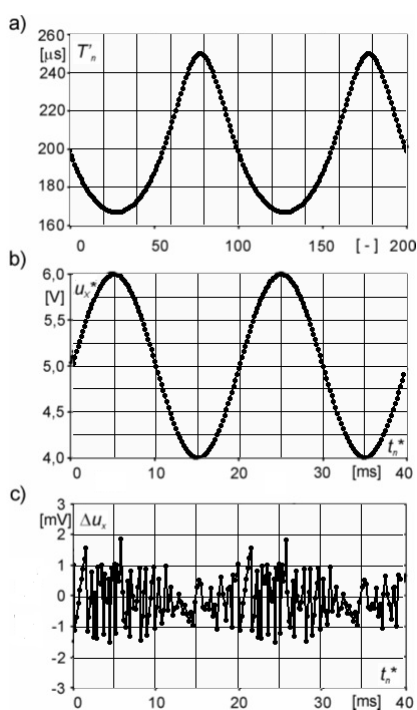 a)
260
[μs]
T'ₙ
240
220
200
180
160
0 50 100 150 [ - ] 200
b)
6,0
[V]
uₓ*
5,5
5,0
4,5
4,0
tₙ*
0 10 20 30 [ms] 40
c)
3
[mV]
Δuₓ
2
1
0
-1
-2
-3
tₙ*
0 10 20 30 [ms] 40